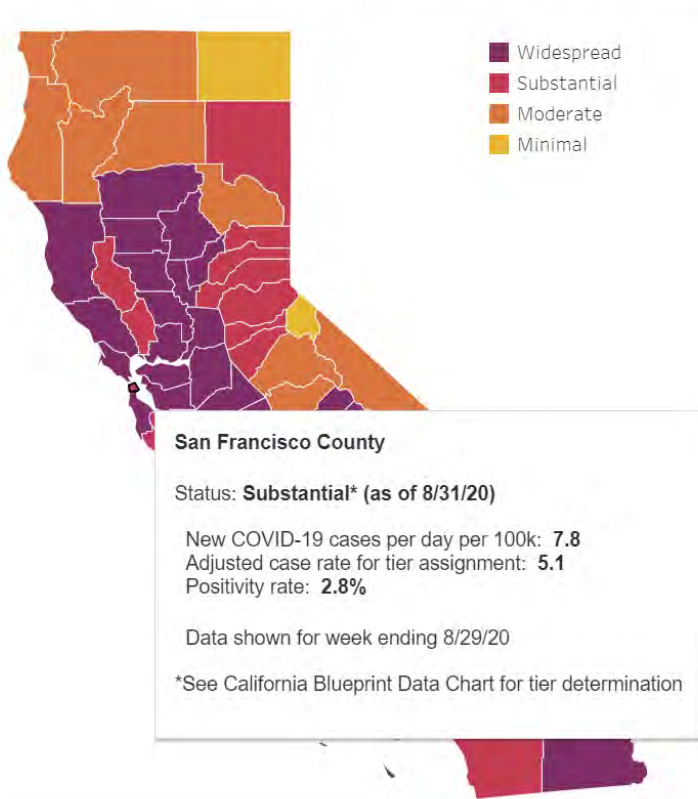 Widespread
Substantial
Moderate
Minimal
San Francisco County
Status: Substantial* (as of 8/31/20)
New COVID-19 cases per day per 100k: 7.8
Adjusted case rate for tier assignment: 5.1
Positivity rate: 2.8%
Data shown for week ending 8/29/20
*See California Blueprint Data Chart for tier determination